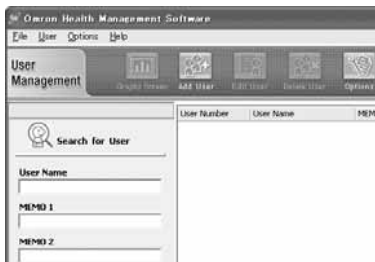 Omron Health Management Software
File User Options Help
User
Management
Graphs Screen Add User Edit User Delete User Options
User Number User Name MEM
Search for User
User Name
MEMO 1
MEMO 2